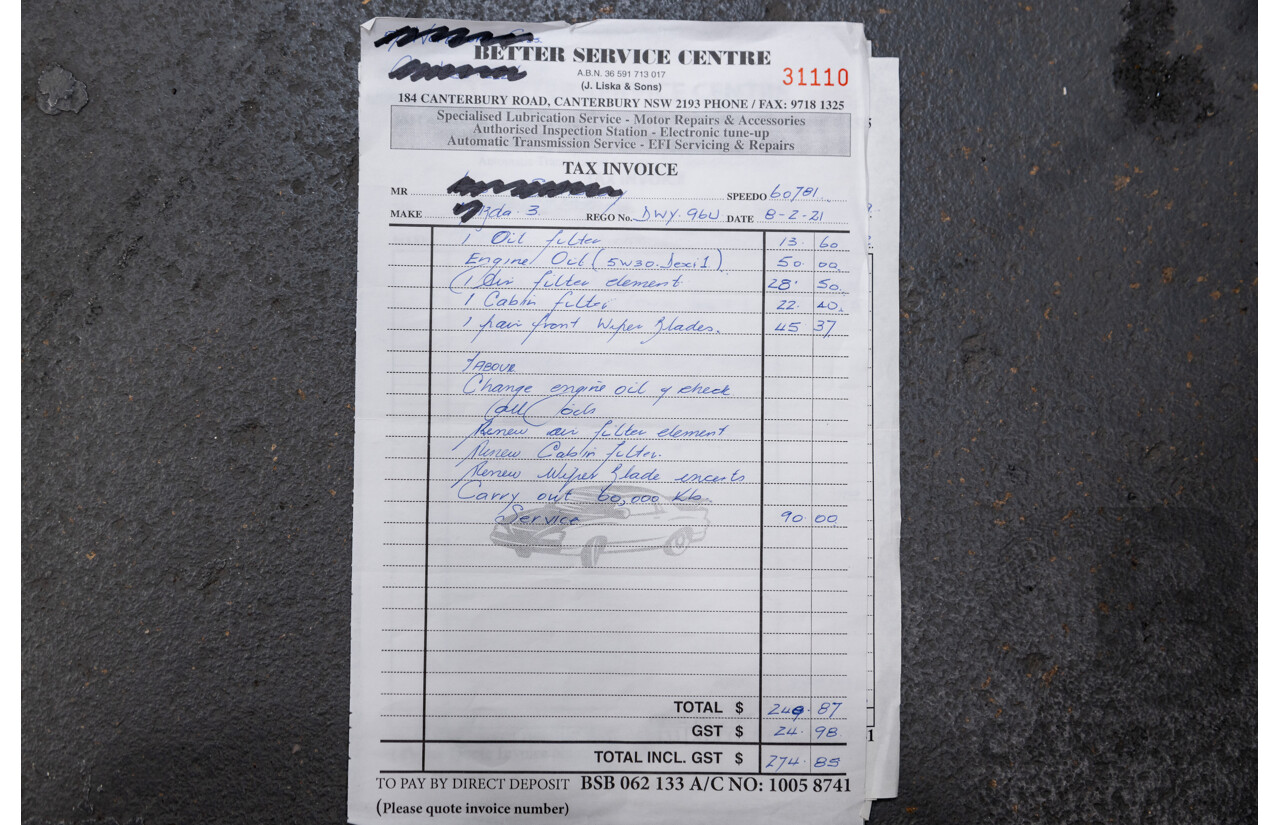 BETTER SERVICE CENTRE
A.B.N. 36 591 713 017
31110
(J. Liska & Sons)
184 CANTERBURY ROAD, CANTERBURY NSW 2193 PHONE / FAX: 9718 1325
Specialised Lubrication Service - Motor Repairs & Accessories
Authorised Inspection Station - Electronic tune-up
Automatic Transmission Service - EFI Servicing & Repairs
TAX INVOICE
MR SPEEDO 60781
MAKE zda 3 REGO No. DWY. 96W DATE 8-2-21
1 Oil filter 13. 60
Engine Oil (5W30. Dexi1) 50 00
1 Air filter element 28. 50
1 Cabin filter 22. 40
1 pair front Wiper Blades. 45 37
LABOUR
Change engine oil & check
all oils
Renew air filter element
Renew Cabin filter.
Renew Wiper Blade incerts
Carry out 60,000 Klo
Service 90 00
TOTAL $ 249.87
GST $ 24.98
TOTAL INCL. GST $ 274.85
TO PAY BY DIRECT DEPOSIT BSB 062 133 A/C NO: 1005 8741
(Please quote invoice number)